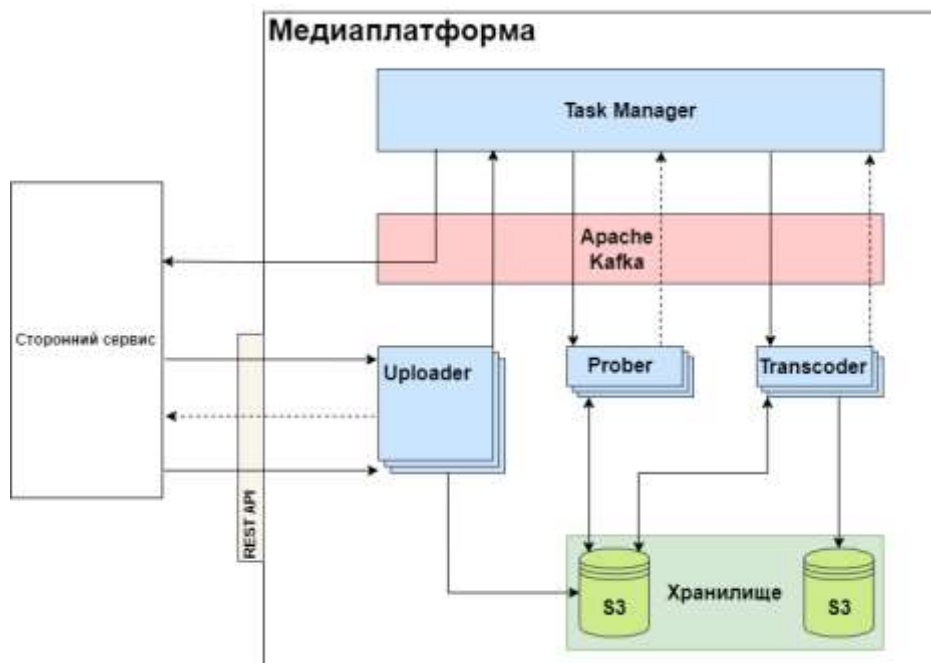 Медиаплатформа
Task Manager
Apache
Kafka
Сторонний сервис
REST API
Uploader
Prober
Transcoder
Хранилище
S3
S3